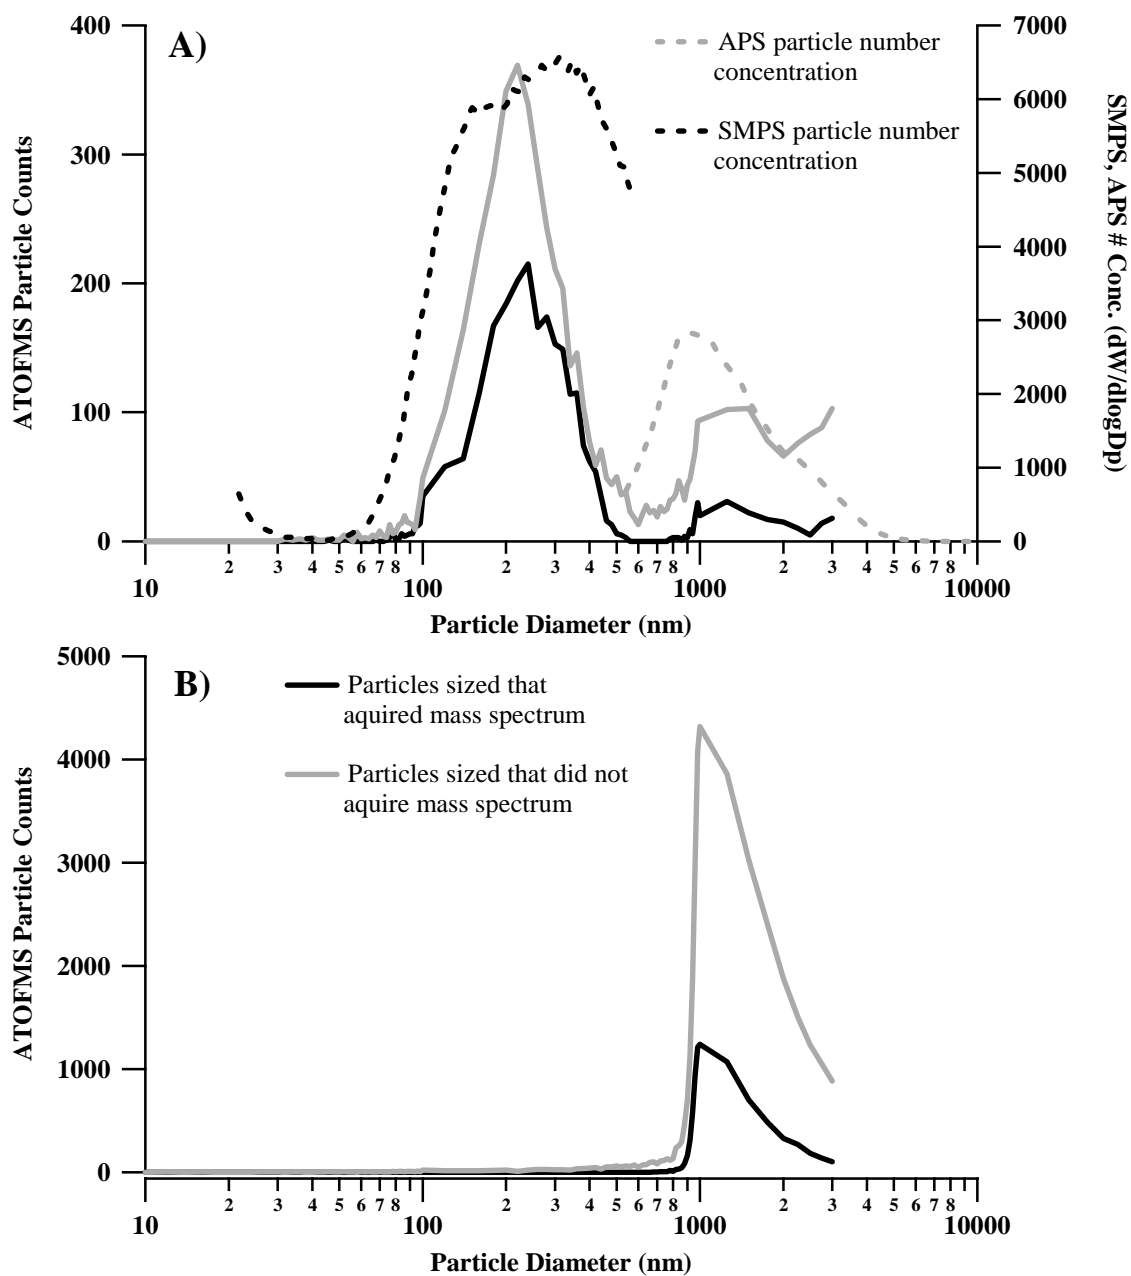 A)
APS particle number
concentration
SMPS particle number
concentration
400
300
200
100
0
ATOFMS Particle Counts
7000
6000
5000
4000
3000
2000
1000
0
SMPS, APS # Conc. (dW/dlogDp)
2 3 4 5 6 7 8 2 3 4 5 6 7 8 2 3 4 5 6 7 8
10 100 1000 10000
Particle Diameter (nm)
B)
Particles sized that
aquired mass spectrum
Particles sized that did not
aquire mass spectrum
5000
4000
3000
2000
1000
0
ATOFMS Particle Counts
2 3 4 5 6 7 8 2 3 4 5 6 7 8 2 3 4 5 6 7 8
10 100 1000 10000
Particle Diameter (nm)